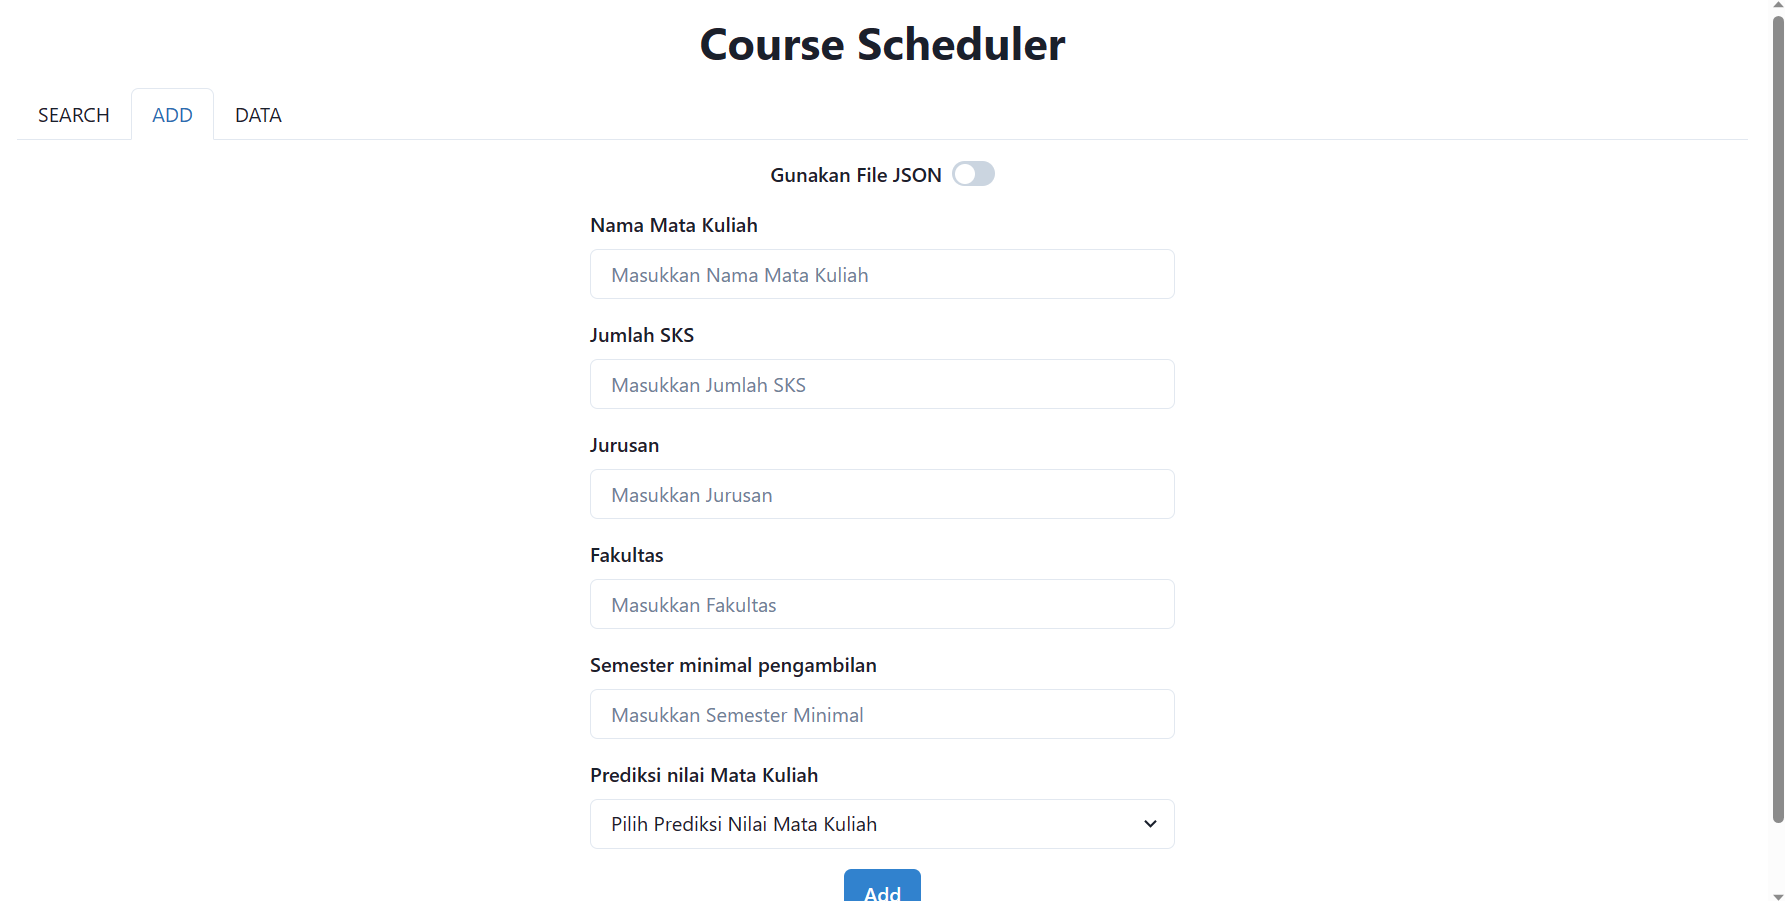 Course Scheduler
SEARCH ADD DATA
Gunakan File JSON
Nama Mata Kuliah
Masukkan Nama Mata Kuliah
Jumlah SKS
Masukkan Jumlah SKS
Jurusan
Masukkan Jurusan
Fakultas
Masukkan Fakultas
Semester minimal pengambilan
Masukkan Semester Minimal
Prediksi nilai Mata Kuliah
Pilih Prediksi Nilai Mata Kuliah
Add